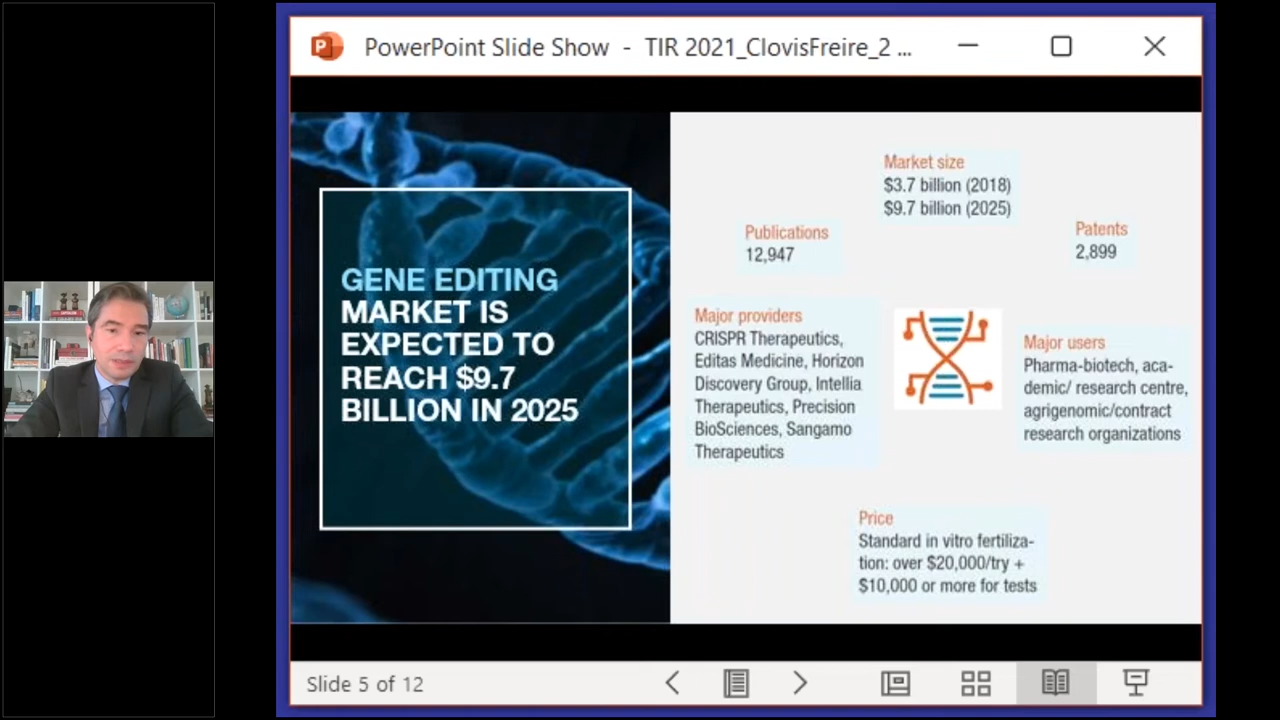 PowerPoint Slide Show - TIR 2021_ClovisFreire_2 ...
GENE EDITING
MARKET IS
EXPECTED TO
REACH $9.7
BILLION IN 2025
Market size
$3.7 billion (2018)
$9.7 billion (2025)
Publications
12,947
Patents
2,899
Major providers
CRISPR Therapeutics,
Editas Medicine, Horizon
Discovery Group, Intellia
Therapeutics, Precision
BioSciences, Sangamo
Therapeutics
Major users
Pharma-biotech, aca-
demic/ research centre,
agrigenomic/contract
research organizations
Price
Standard in vitro fertiliza-
tion: over $20,000/try +
$10,000 or more for tests
Slide 5 of 12